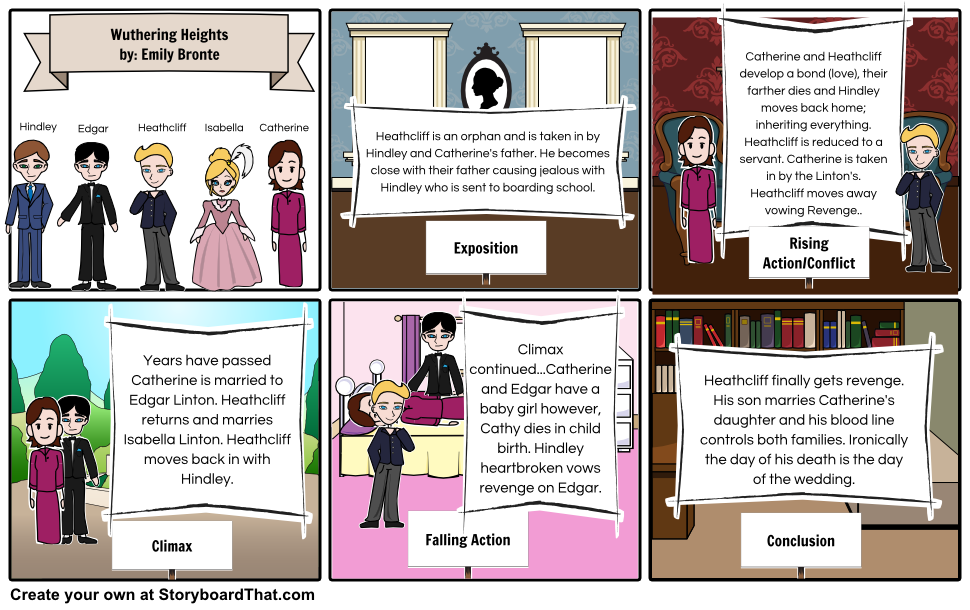 Wuthering Heights
by: Emily Bronte
Hindley
Edgar
Heathcliff
Isabella
Catherine
Heathcliff is an orphan and is taken in by
Hindley and Catherine's father. He becomes
close with their father causing jealous with
Hindley who is sent to boarding school.
Exposition
Catherine and Heathcliff
develop a bond (love), their
farther dies and Hindley
moves back home;
inheriting everything.
Heathcliff is reduced to a
servant. Catherine is taken
in by the Linton's.
Heathcliff moves away
vowing Revenge..
Rising
Action/Conflict
Years have passed
Catherine is married to
Edgar Linton. Heathcliff
returns and marries
Isabella Linton. Heathcliff
moves back in with
Hindley.
Climax
Climax
continued...Catherine
and Edgar have a
baby girl however,
Cathy dies in child
birth. Hindley
heartbroken vows
revenge on Edgar.
Falling Action
Heathcliff finally gets revenge.
His son marries Catherine's
daughter and his blood line
controls both families. Ironically
the day of his death is the day
of the wedding.
Conclusion
Create your own at StoryboardThat.com